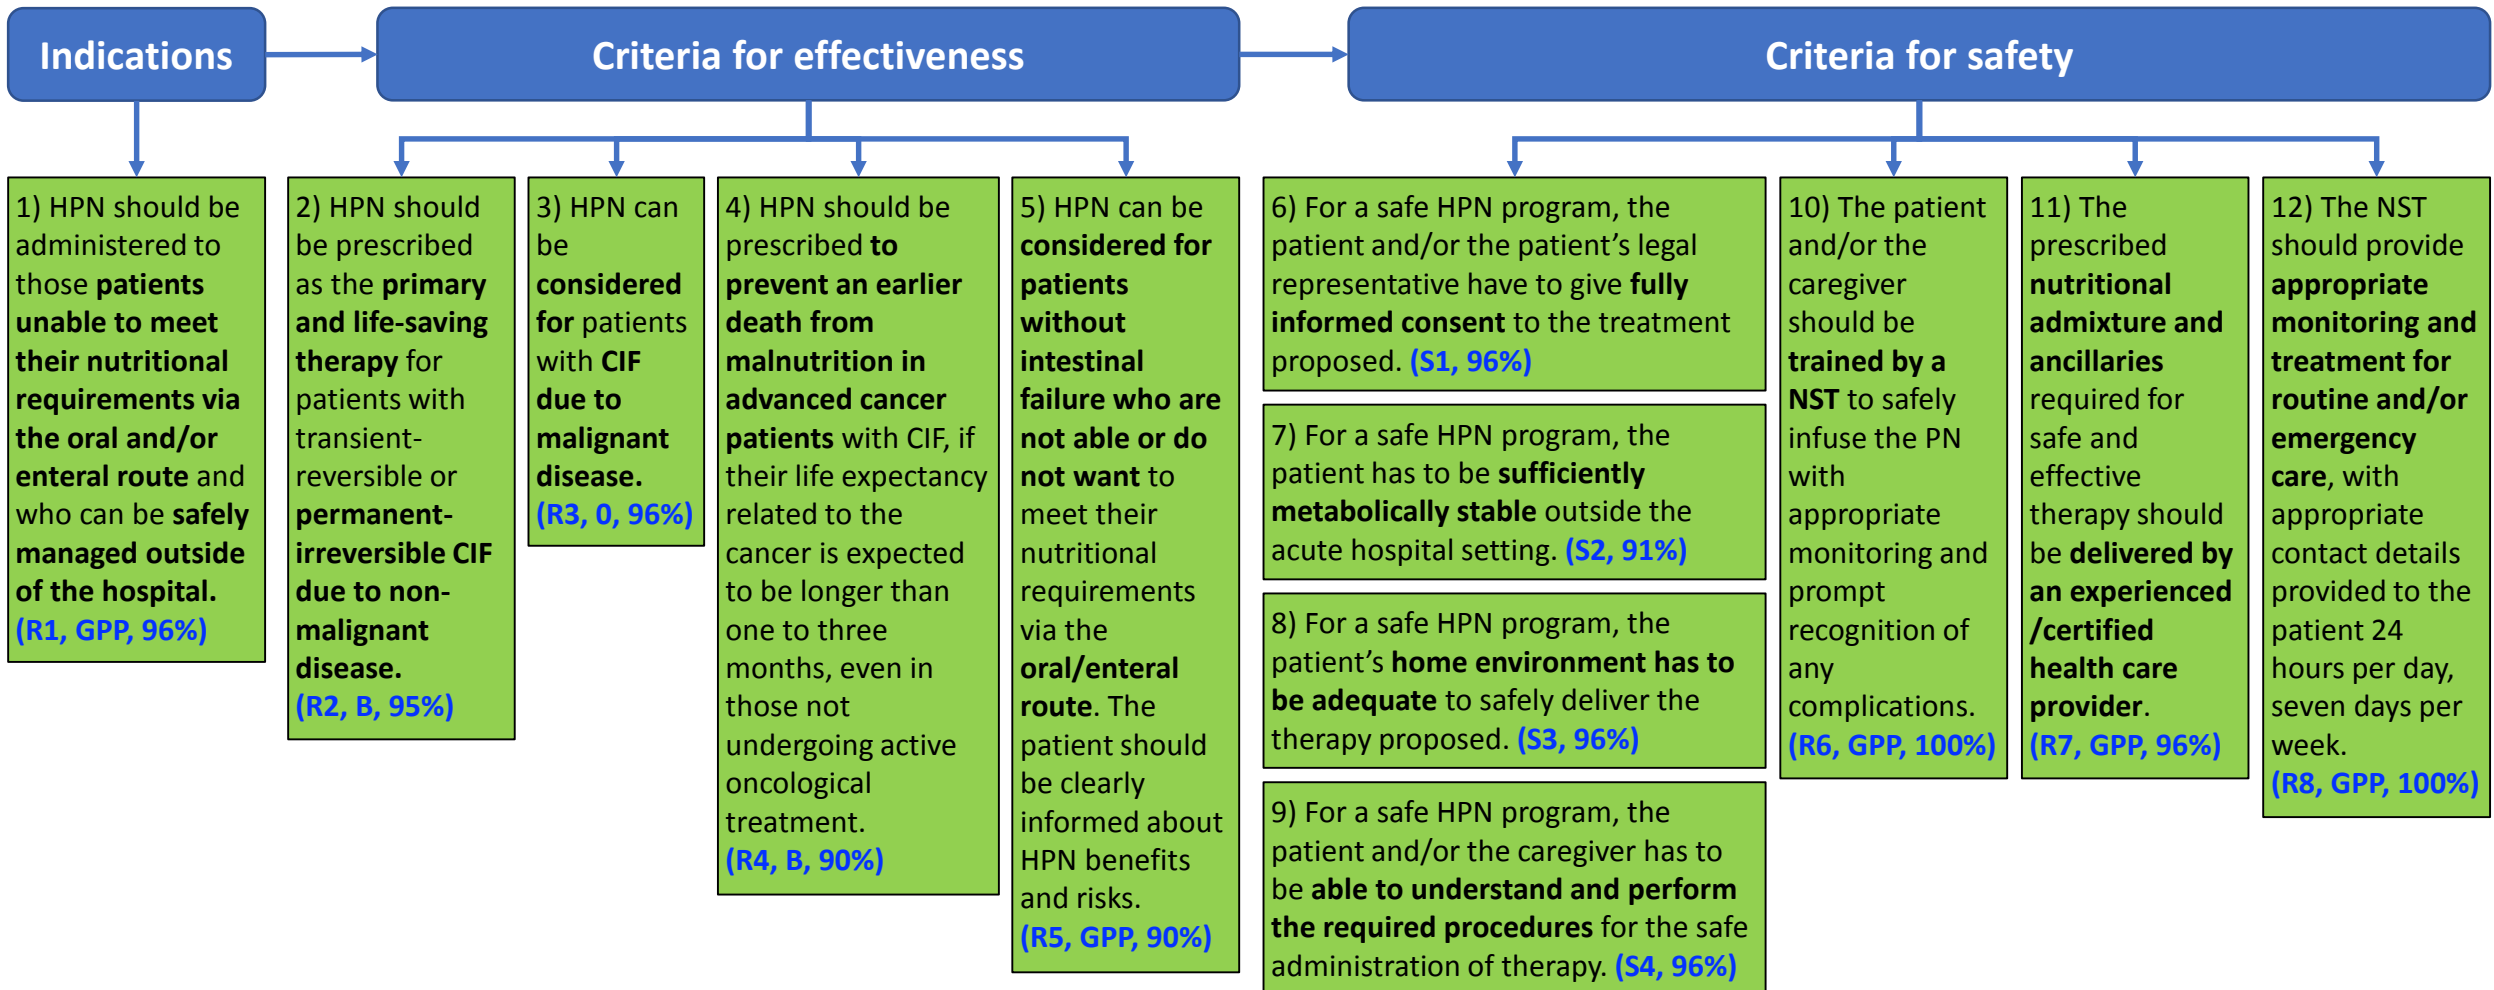 Indications
Criteria for effectiveness
Criteria for safety
1) HPN should be
administered to
those patients
unable to meet
their nutritional
requirements via
the oral and/or
enteral route and
who can be safely
managed outside
of the hospital.
(R1, GPP, 96%)
2) HPN should
be prescribed
as the primary
and life-saving
therapy for
patients with
transient-
reversible or
permanent-
irreversible CIF
due to non-
malignant
disease.
(R2, B, 95%)
3) HPN can
be
considered
for patients
with CIF
due to
malignant
disease.
(R3, 0, 96%)
4) HPN should be
prescribed to
prevent an earlier
death from
malnutrition in
advanced cancer
patients with CIF, if
their life expectancy
related to the
cancer is expected
to be longer than
one to three
months, even in
those not
undergoing active
oncological
treatment.
(R4, B, 90%)
5) HPN can be
considered for
patients
without
intestinal
failure who are
not able or do
not want to
meet their
nutritional
requirements
via the
oral/enteral
route. The
patient should
be clearly
informed about
HPN benefits
and risks.
(R5, GPP, 90%)
6) For a safe HPN program, the
patient and/or the patient’s legal
representative have to give fully
informed consent to the treatment
proposed. (S1, 96%)
7) For a safe HPN program, the
patient has to be sufficiently
metabolically stable outside the
acute hospital setting. (S2, 91%)
8) For a safe HPN program, the
patient’s home environment has to
be adequate to safely deliver the
therapy proposed. (S3, 96%)
9) For a safe HPN program, the
patient and/or the caregiver has to
be able to understand and perform
the required procedures for the safe
administration of therapy. (S4, 96%)
10) The patient
and/or the
caregiver
should be
trained by a
NST to safely
infuse the PN
with
appropriate
monitoring and
prompt
recognition of
any
complications.
(R6, GPP, 100%)
11) The
prescribed
nutritional
admixture and
ancillaries
required for
safe and
effective
therapy should
be delivered by
an experienced
/certified
health care
provider.
(R7, GPP, 96%)
12) The NST
should provide
appropriate
monitoring and
treatment for
routine and/or
emergency
care, with
appropriate
contact details
provided to the
patient 24
hours per day,
seven days per
week.
(R8, GPP, 100%)